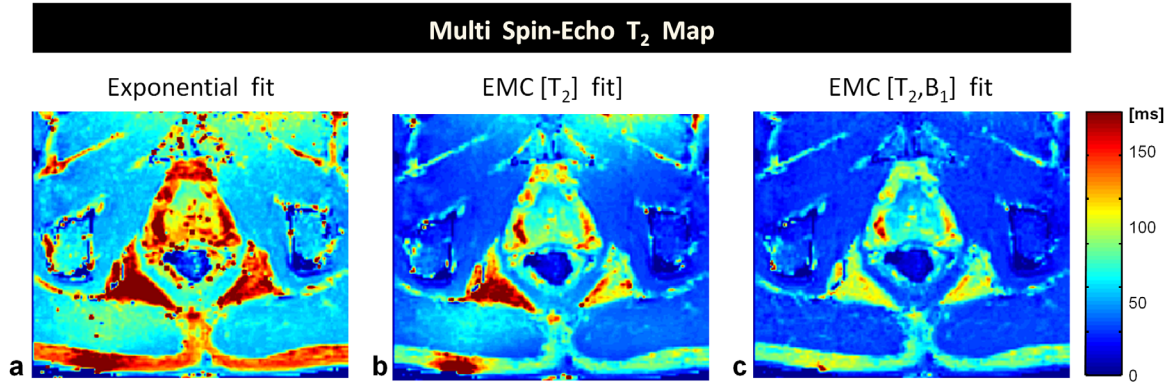 Multi Spin-Echo T₂ Map
Exponential fit
EMC [T₂] fit]
EMC [T₂,B₁] fit
[ms]
150
100
50
0
a
b
c